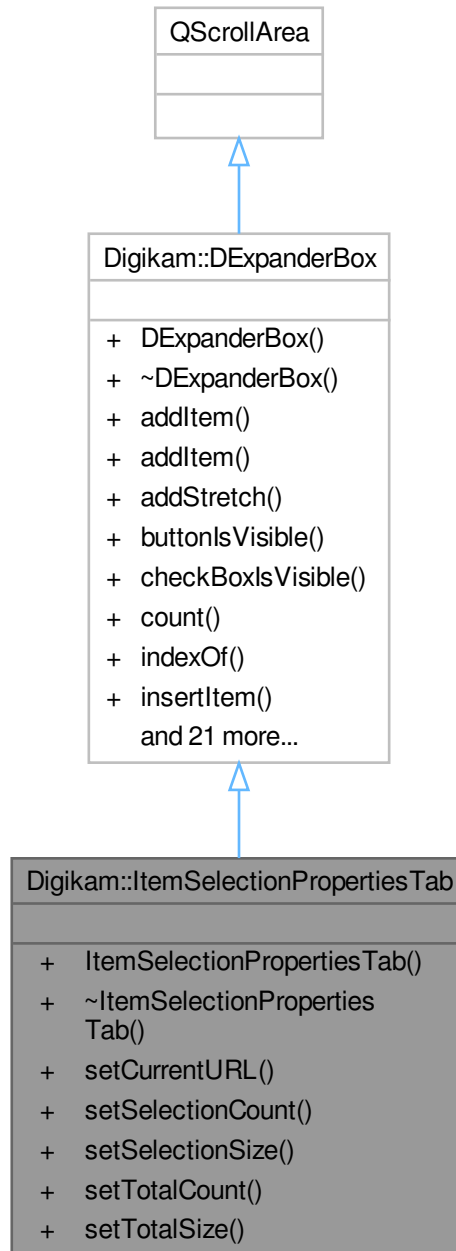 QScrollArea
Digikam::DExpanderBox
+ DExpanderBox()
+ ~DExpanderBox()
+ addItem()
+ addItem()
+ addStretch()
+ buttonIsVisible()
+ checkBoxIsVisible()
+ count()
+ indexOf()
+ insertItem()
and 21 more...
Digikam::ItemSelectionPropertiesTab
+ ItemSelectionPropertiesTab()
+ ~ItemSelectionProperties
Tab()
+ setCurrentURL()
+ setSelectionCount()
+ setSelectionSize()
+ setTotalCount()
+ setTotalSize()